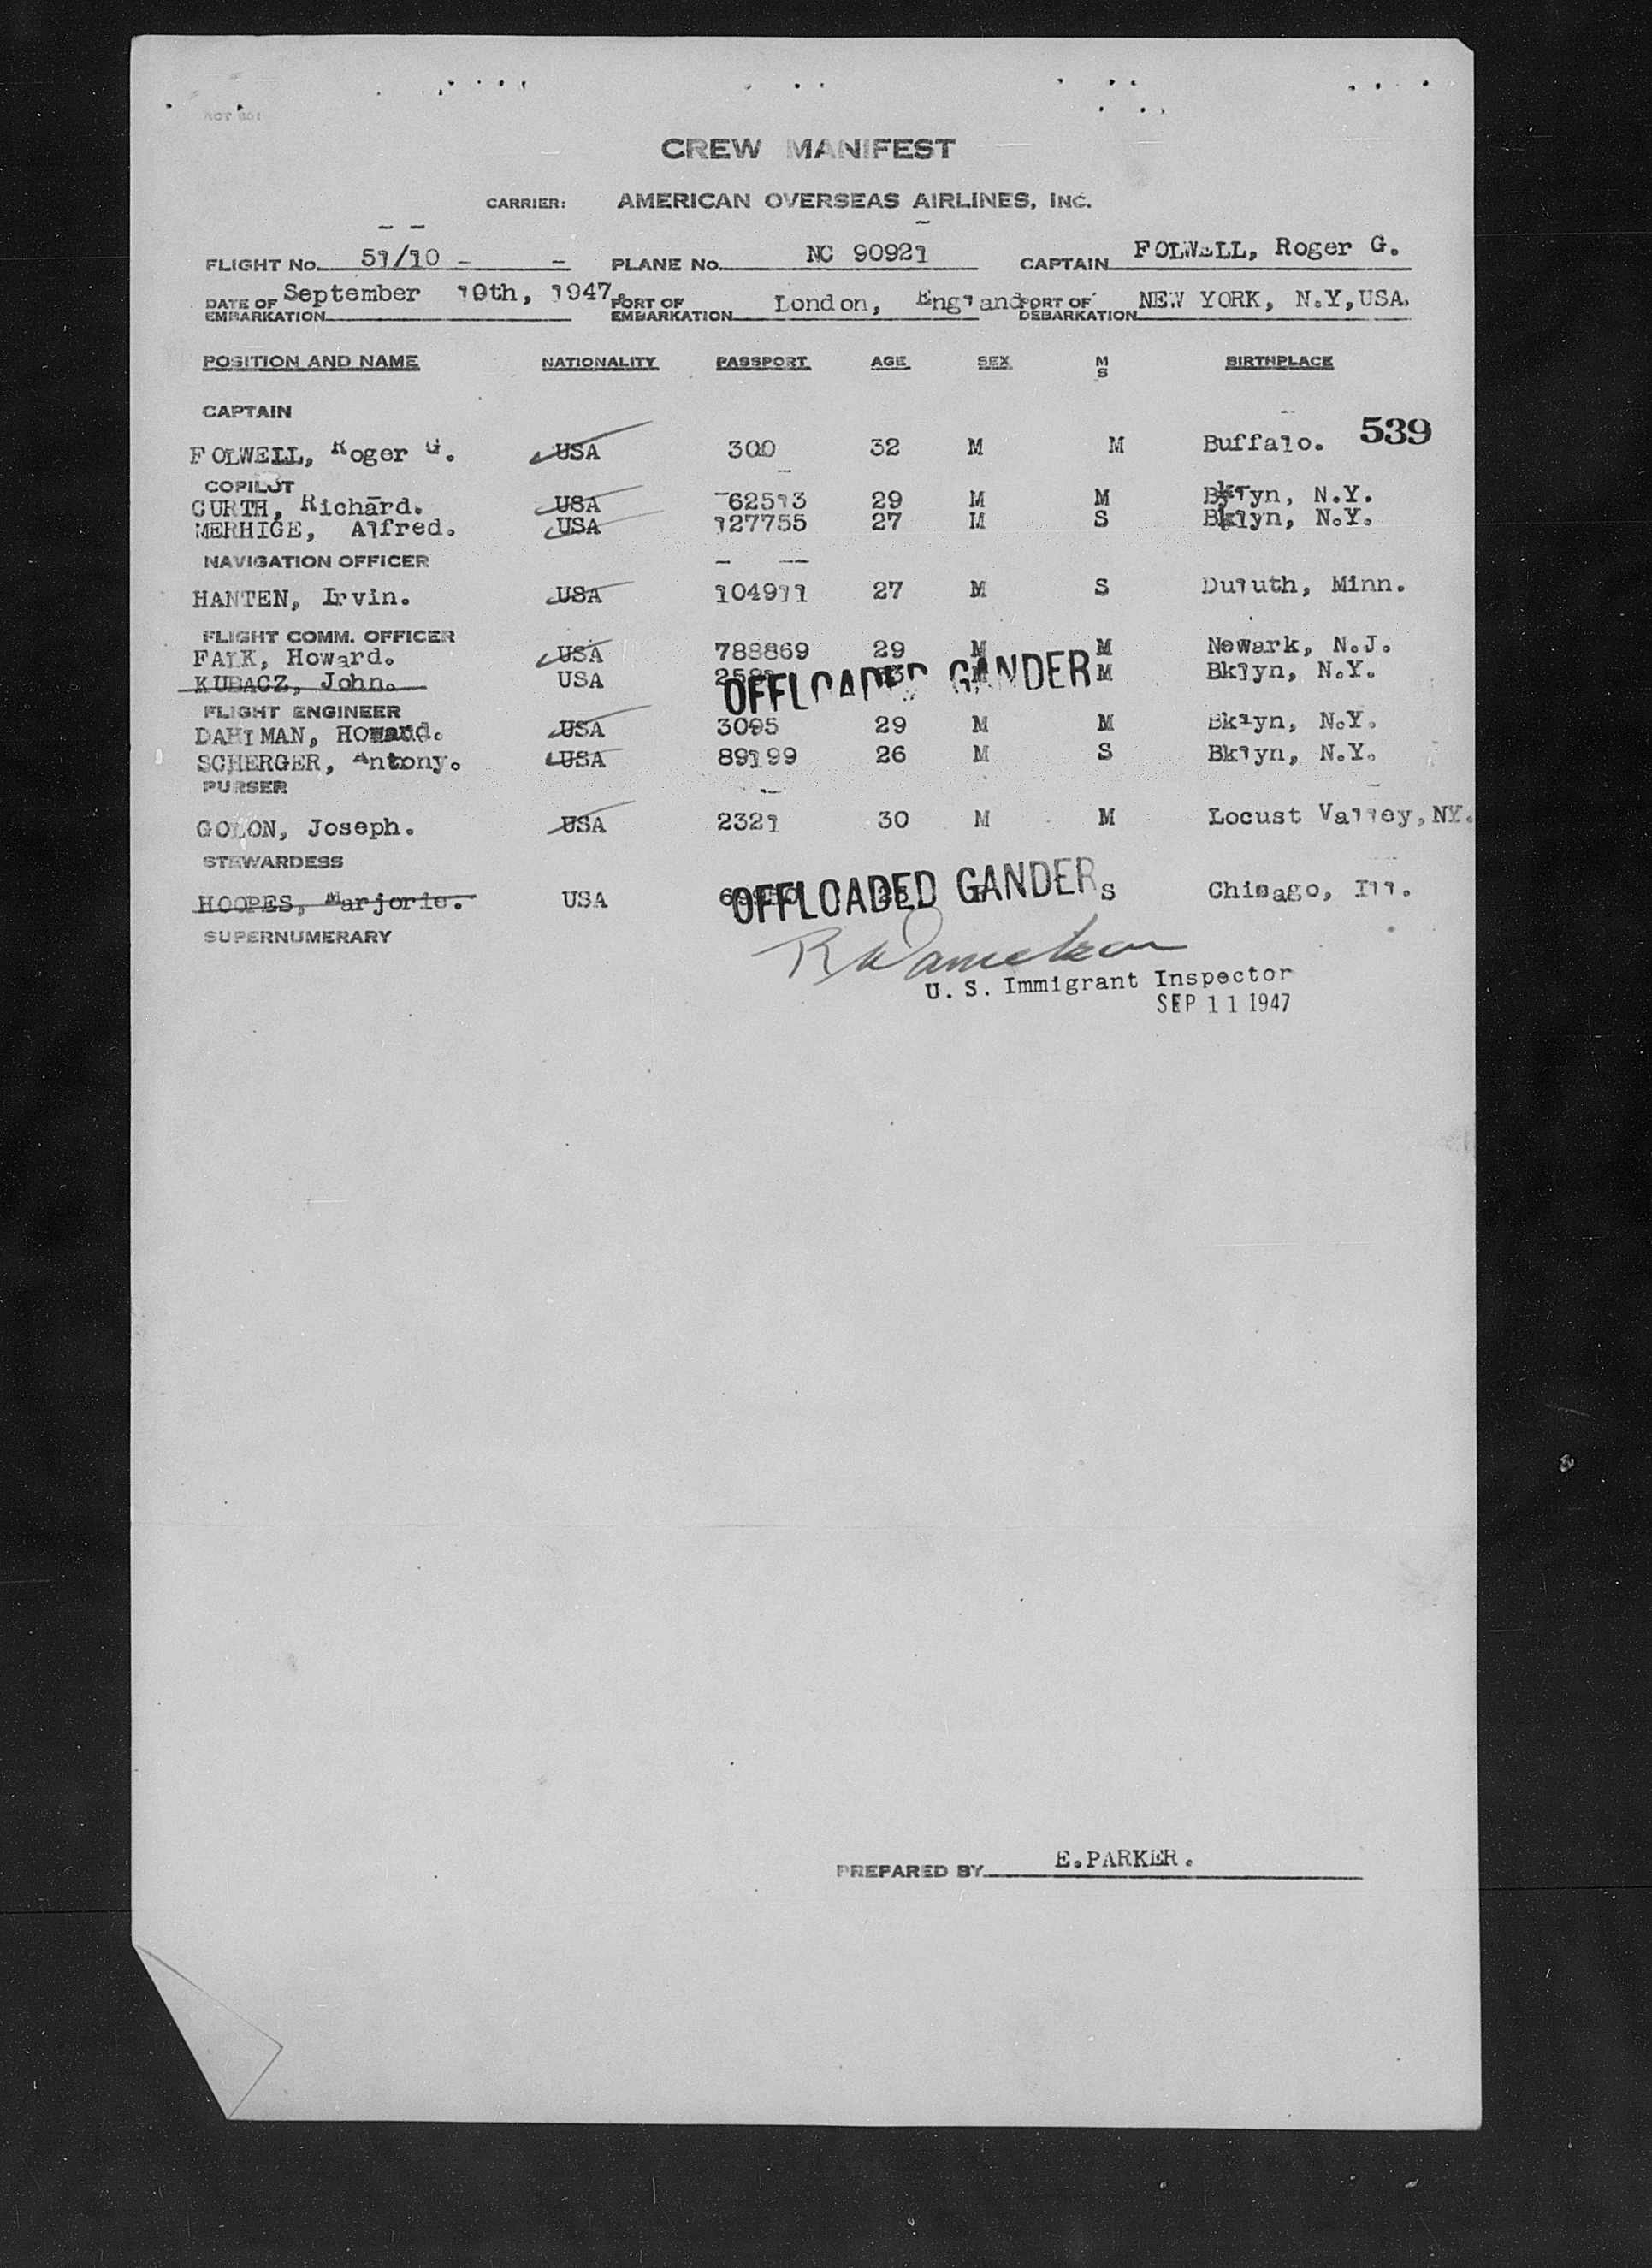 CREW MANIFEST
CARRIER: AMERICAN OVERSEAS AIRLINES, INC.
FLIGHT No. 51/10 - - PLANE No. NC 90921 CAPTAIN FOLWELL, Roger G.
DATE OF EMBARKATION September 10th, 1947. PORT OF EMBARKATION London, England PORT OF DEBARKATION NEW YORK, N.Y, USA.
POSITION AND NAME NATIONALITY PASSPORT AGE SEX M S BIRTHPLACE
CAPTAIN
539
FOLWELL, Roger G. USA 300 32 M M Buffalo.
COPILOT
CURTH, Richard. USA 62513 29 M M Bklyn, N.Y.
MERHIGE, Alfred. USA 127755 27 M S Bklyn, N.Y.
NAVIGATION OFFICER
HANTEN, Irvin. USA 104911 27 M S Duluth, Minn.
FLIGHT COMM. OFFICER
FALK, Howard. USA 788869 29 M M Newark, N.J.
KUBACZ, John. USA M Bklyn, N.Y.
OFFLOADED GANDER
FLIGHT ENGINEER
DAHLMAN, Howard. USA 3095 29 M M Bklyn, N.Y.
SCHERGER, Antony. USA 89199 26 M S Bklyn, N.Y.
PURSER
GOLON, Joseph. USA 2321 30 M M Locust Valley, NY.
STEWARDESS
HOOPES, Marjorie. USA S Chicago, Ill.
OFFLOADED GANDER
SUPERNUMERARY
U. S. Immigrant Inspector
SEP 11 1947
PREPARED BY E.PARKER.